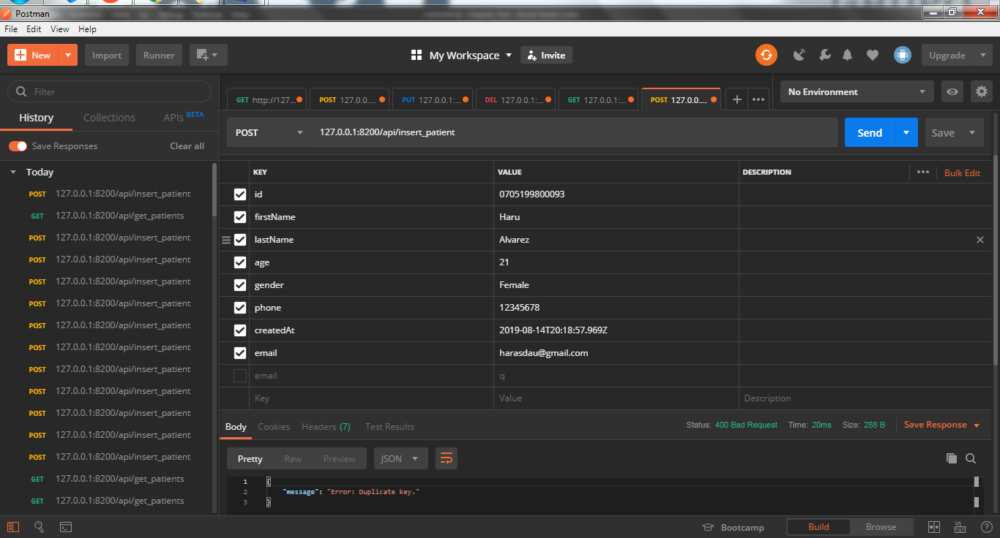 Postman
File Edit View Help
New Import Runner My Workspace Invite Upgrade
Filter
History Collections APIs BETA
Save Responses Clear all
Today
POST 127.0.0.1:8200/api/insert_patient
GET 127.0.0.1:8200/api/get_patients
POST 127.0.0.1:8200/api/insert_patient
POST 127.0.0.1:8200/api/insert_patient
POST 127.0.0.1:8200/api/insert_patient
POST 127.0.0.1:8200/api/insert_patient
POST 127.0.0.1:8200/api/insert_patient
POST 127.0.0.1:8200/api/insert_patient
POST 127.0.0.1:8200/api/insert_patient
POST 127.0.0.1:8200/api/insert_patient
POST 127.0.0.1:8200/api/insert_patient
POST 127.0.0.1:8200/api/insert_patient
POST 127.0.0.1:8200/api/insert_patient
GET 127.0.0.1:8200/api/get_patients
GET 127.0.0.1:8200/api/get_patients
GET http://127... POST 127.0.0.... PUT 127.0.0.1:... DEL 127.0.0.1:... GET 127.0.0.1:... POST 127.0.0....
No Environment
POST 127.0.0.1:8200/api/insert_patient Send Save
KEY VALUE DESCRIPTION Bulk Edit
id 0705199800093
firstName Haru
lastName Alvarez
age 21
gender Female
phone 12345678
createdAt 2019-08-14T20:18:57.969Z
email harasdau@gmail.com
email q
Key Value Description
Body Cookies Headers (7) Test Results Status: 400 Bad Request Time: 20ms Size: 288 B Save Response
Pretty Raw Preview JSON
1 {
2 "message": "Error: Duplicate key."
3 }
Bootcamp Build Browse